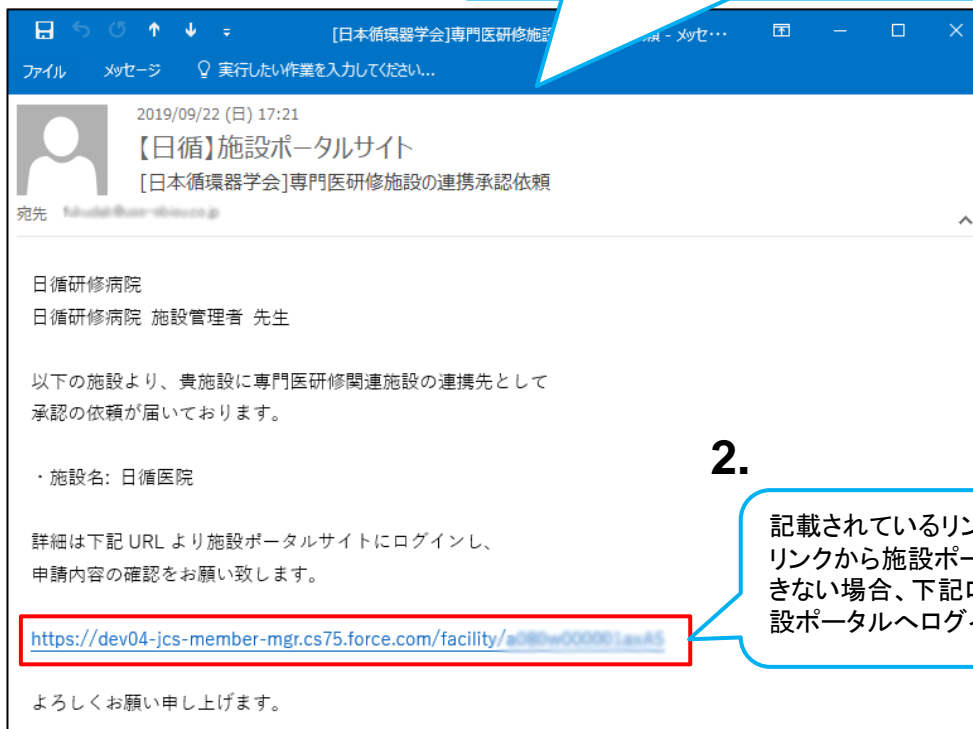 [日本循環器学会]専門医研修施設 - メッセ…
ファイル メッセージ 実行したい作業を入力してください...
2019/09/22 (日) 17:21
【日循】施設ポータルサイト
[日本循環器学会]専門医研修施設の連携承認依頼
宛先
日循研修病院
日循研修病院 施設管理者 先生
以下の施設より、貴施設に専門医研修関連施設の連携先として
承認の依頼が届いております。
・施設名: 日循医院
2.
記載されているリン
リンクから施設ポー
きない場合、下記
設ポータルへログ
詳細は下記 URL より施設ポータルサイトにログインし、
申請内容の確認をお願い致します。
https://dev04-jcs-member-mgr.cs75.force.com/facility/
よろしくお願い申し上げます。